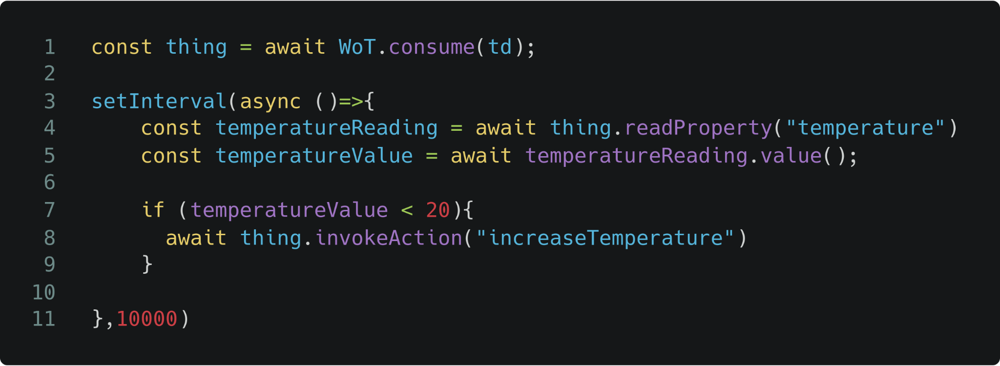 1 const thing = await WoT.consume(td);
2
3 setInterval(async ()=>{
4     const temperatureReading = await thing.readProperty("temperature")
5     const temperatureValue = await temperatureReading.value();
6
7     if (temperatureValue < 20){
8       await thing.invokeAction("increaseTemperature")
9     }
10
11 },10000)